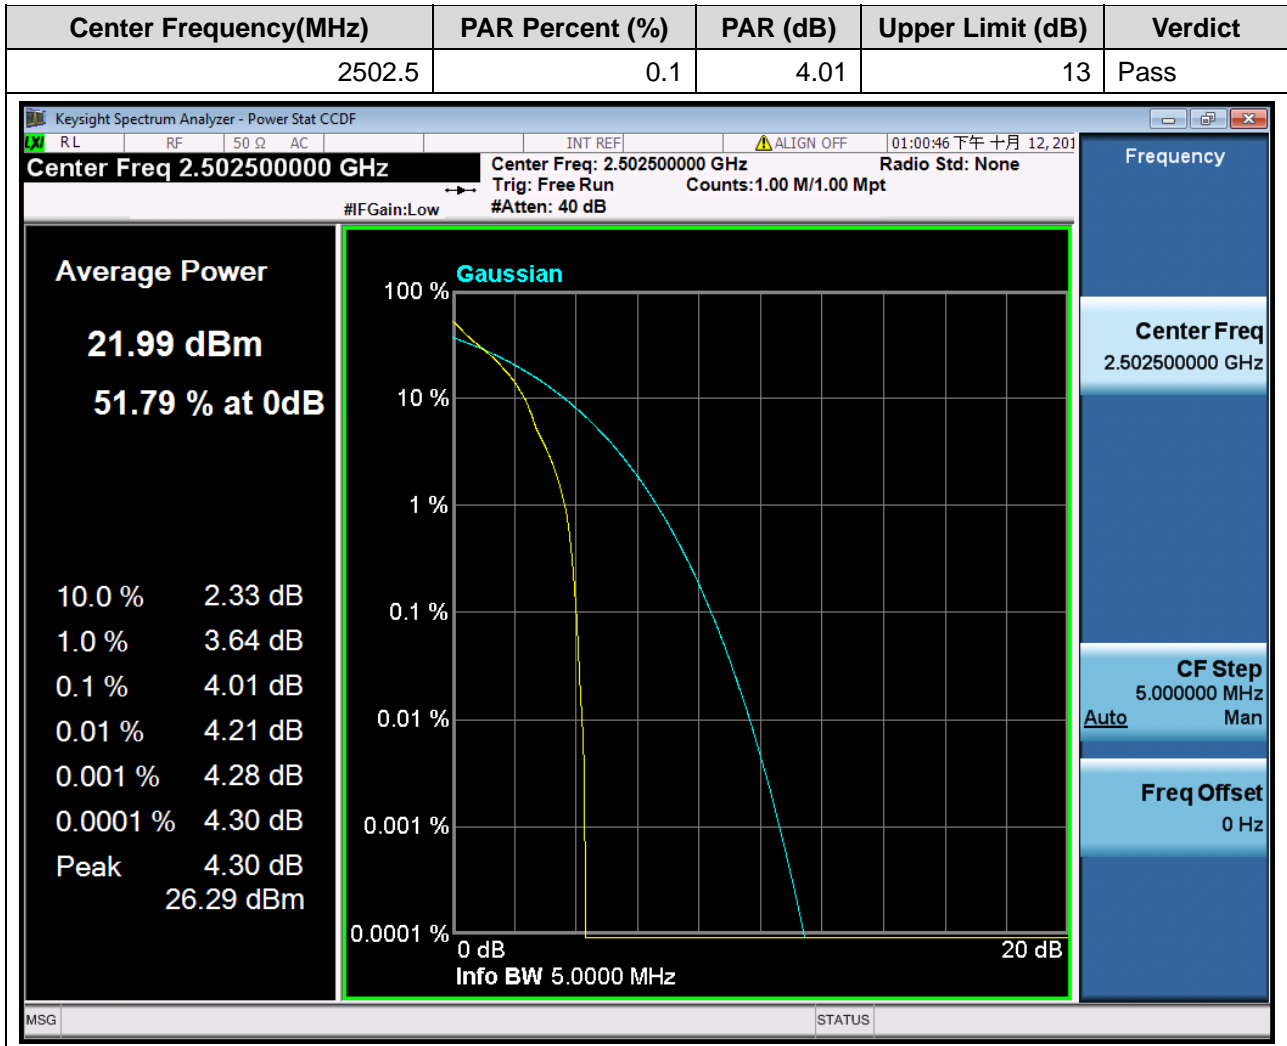 Center Frequency(MHz) PAR Percent (%) PAR (dB) Upper Limit (dB) Verdict
2502.5 0.1 4.01 13 Pass
Keysight Spectrum Analyzer - Power Stat CCDF
LXI RL RF 50 Ω AC INT REF ALIGN OFF 01:00:46 下午 十月 12, 201
Center Freq 2.502500000 GHz
Center Freq: 2.502500000 GHz Radio Std: None
Trig: Free Run Counts:1.00 M/1.00 Mpt
#IFGain:Low #Atten: 40 dB
Average Power
21.99 dBm
51.79 % at 0dB
10.0 % 2.33 dB
1.0 % 3.64 dB
0.1 % 4.01 dB
0.01 % 4.21 dB
0.001 % 4.28 dB
0.0001 % 4.30 dB
Peak 4.30 dB
26.29 dBm
Gaussian
100 %
10 %
1 %
0.1 %
0.01 %
0.001 %
0.0001 %
0 dB 20 dB
Info BW 5.0000 MHz
Frequency
Center Freq
2.502500000 GHz
CF Step
5.000000 MHz
Auto Man
Freq Offset
0 Hz
MSG STATUS